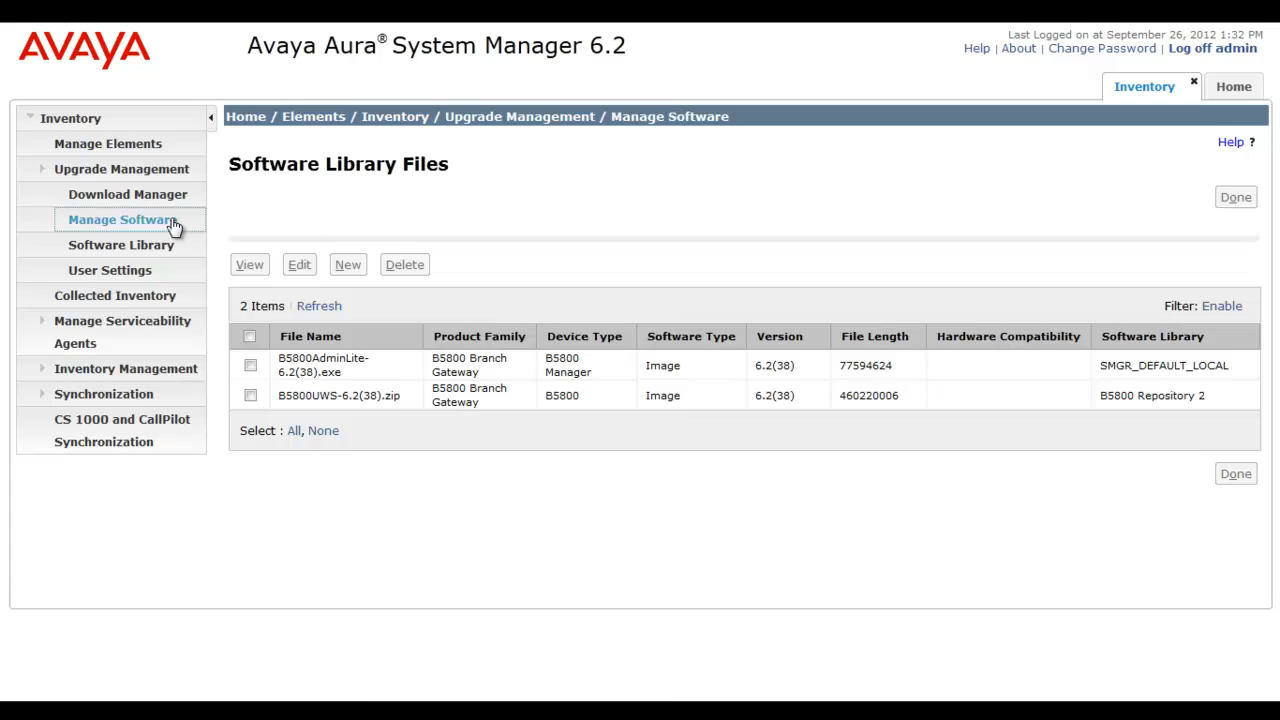 AVAYA
Avaya Aura® System Manager 6.2
Last Logged on at September 26, 2012 1:32 PM
Help | About | Change Password | Log off admin
Inventory
Home
Inventory
Manage Elements
Upgrade Management
Download Manager
Manage Software
Software Library
User Settings
Collected Inventory
Manage Serviceability
Agents
Inventory Management
Synchronization
CS 1000 and CallPilot
Synchronization
Home / Elements / Inventory / Upgrade Management / Manage Software
Help ?
Software Library Files
Done
View Edit New Delete
2 Items | Refresh Filter: Enable
File Name Product Family Device Type Software Type Version File Length Hardware Compatibility Software Library
B5800AdminLite-
6.2(38).exe
B5800 Branch
Gateway
B5800
Manager
Image 6.2(38) 77594624 SMGR_DEFAULT_LOCAL
B5800UWS-6.2(38).zip
B5800 Branch
Gateway
B5800 Image 6.2(38) 460220006 B5800 Repository 2
Select : All, None
Done